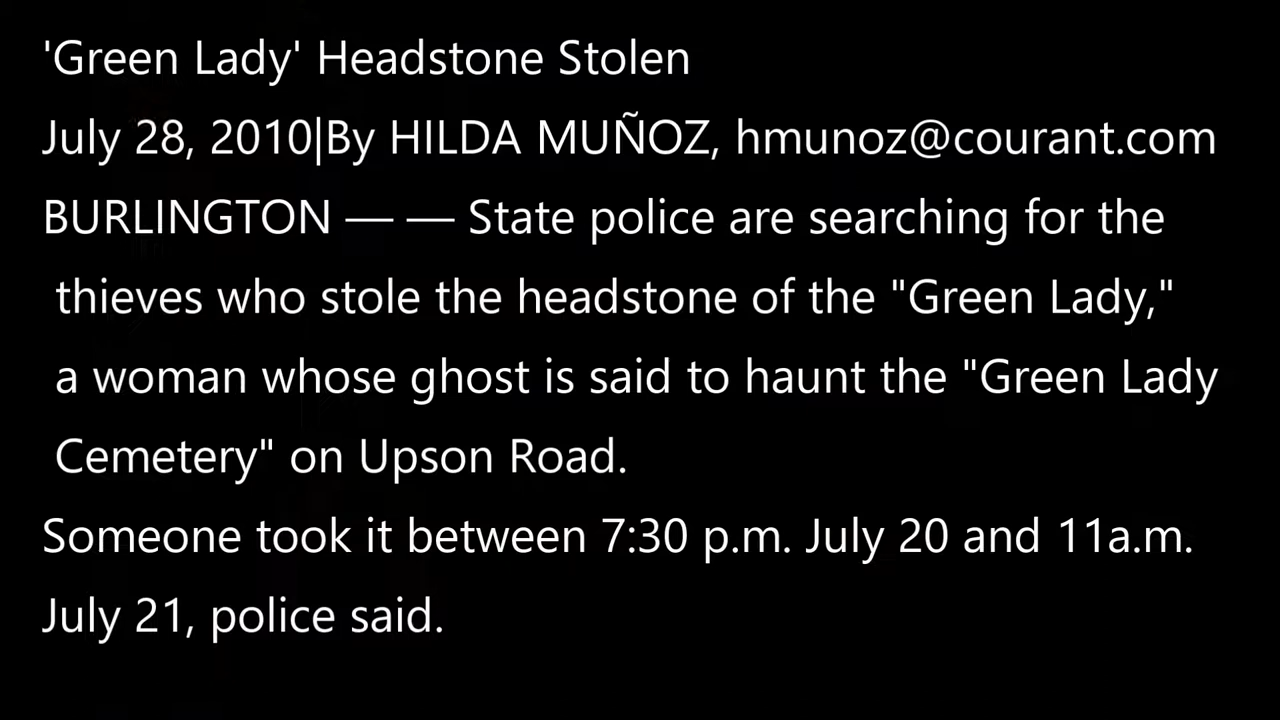 'Green Lady' Headstone Stolen
July 28, 2010|By HILDA MUÑOZ, hmunoz@courant.com
BURLINGTON — — State police are searching for the
thieves who stole the headstone of the "Green Lady,"
a woman whose ghost is said to haunt the "Green Lady
Cemetery" on Upson Road.
Someone took it between 7:30 p.m. July 20 and 11a.m.
July 21, police said.